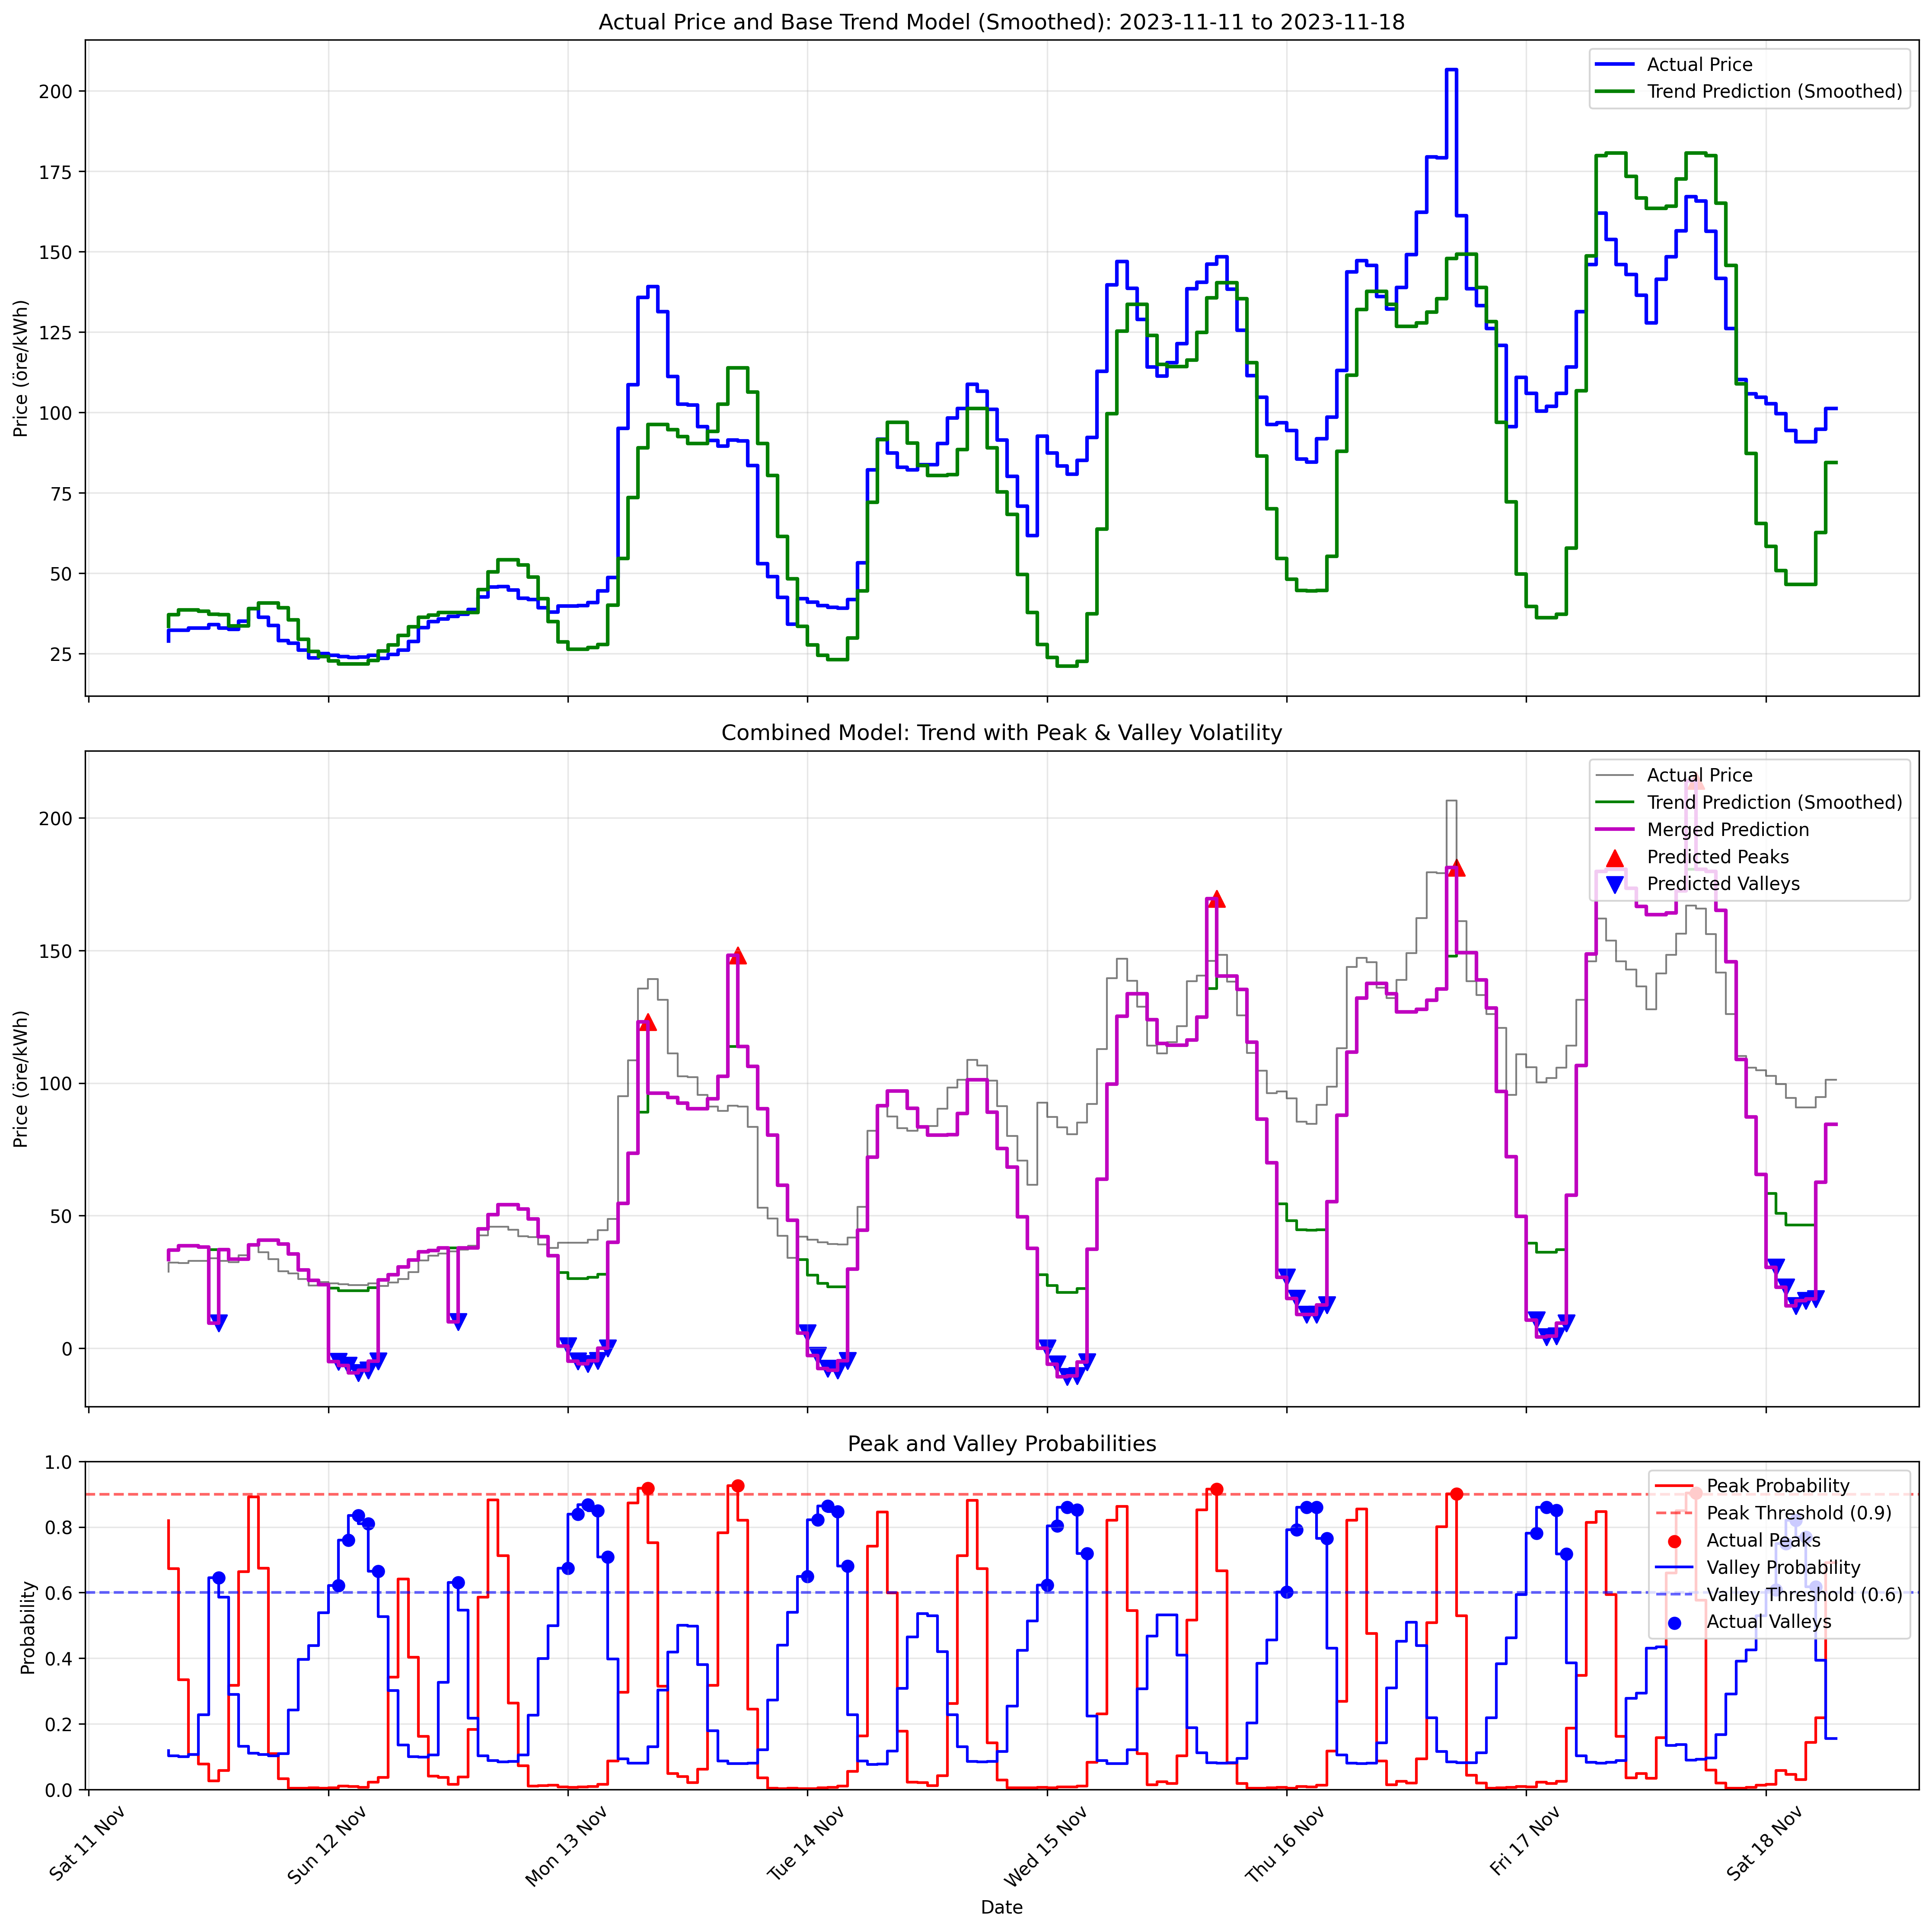 Actual Price and Base Trend Model (Smoothed): 2023-11-11 to 2023-11-18
Actual Price
Trend Prediction (Smoothed)
Price (öre/kWh)
200
175
150
125
100
75
50
25
Combined Model: Trend with Peak & Valley Volatility
Actual Price
Trend Prediction (Smoothed)
Merged Prediction
Predicted Peaks
Predicted Valleys
Price (öre/kWh)
200
150
100
50
0
Peak and Valley Probabilities
Peak Probability
Peak Threshold (0.9)
Actual Peaks
Valley Probability
Valley Threshold (0.6)
Actual Valleys
Probability
1.0
0.8
0.6
0.4
0.2
0.0
Sat 11 Nov
Sun 12 Nov
Mon 13 Nov
Tue 14 Nov
Wed 15 Nov
Thu 16 Nov
Fri 17 Nov
Sat 18 Nov
Date